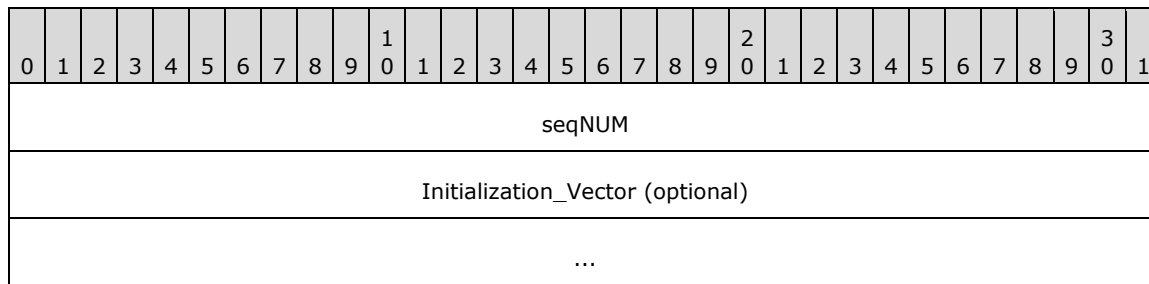 1 2 3
0 1 2 3 4 5 6 7 8 9 0 1 2 3 4 5 6 7 8 9 0 1 2 3 4 5 6 7 8 9 0 1
seqNUM
Initialization_Vector (optional)
...